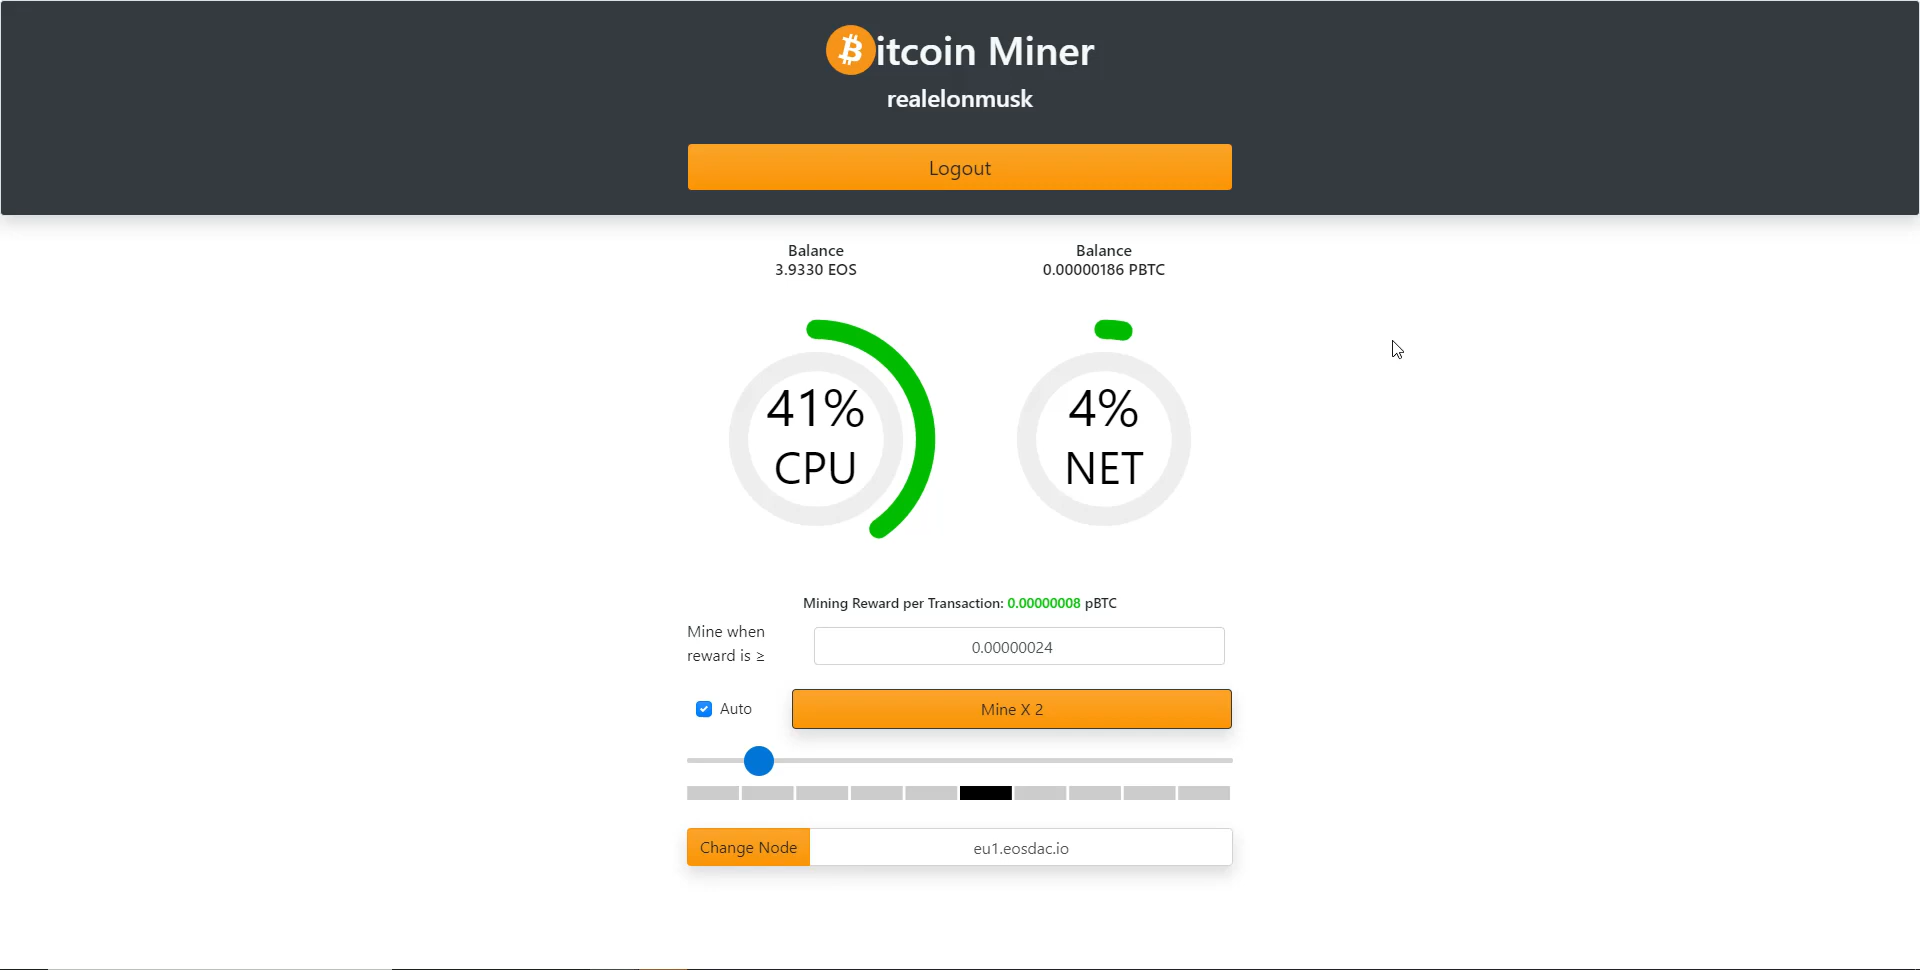 ₿itcoin Miner
realelonmusk
Logout
Balance
3.9330 EOS
Balance
0.00000186 PBTC
41%
CPU
4%
NET
Mining Reward per Transaction: 0.00000008 pBTC
Mine when
reward is ≥
0.00000024
Auto
Mine X 2
Change Node
eu1.eosdac.io